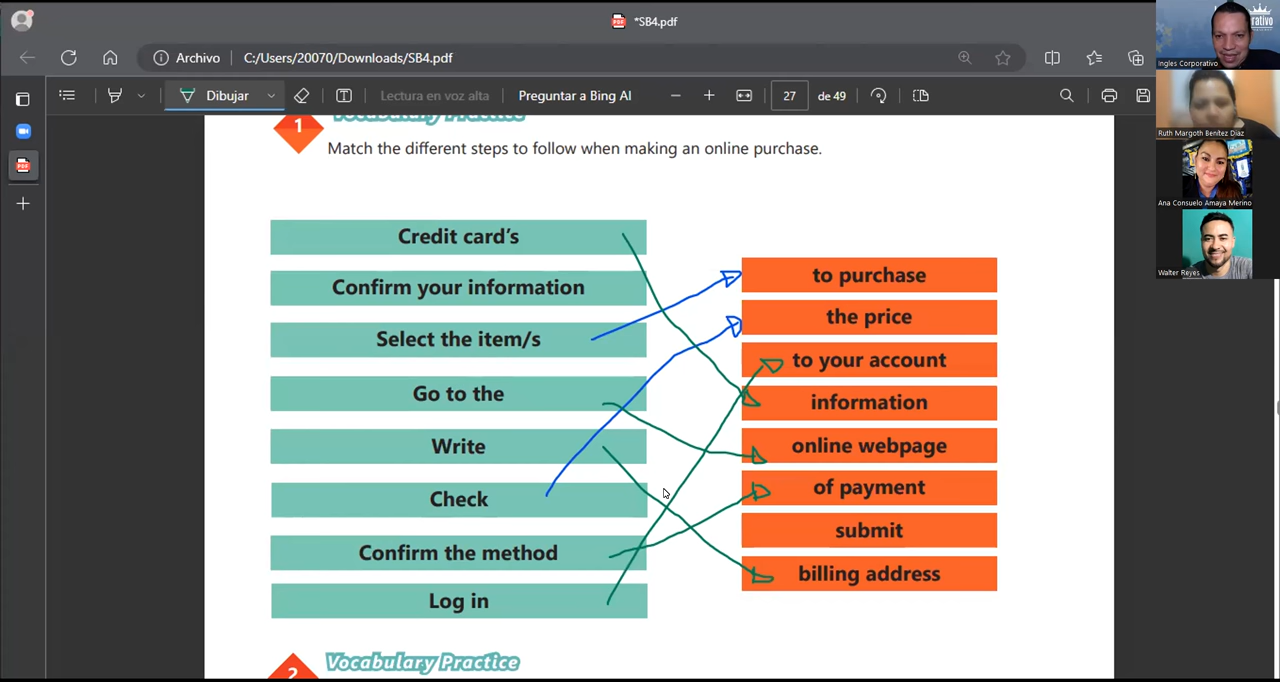 *SB4.pdf
Archivo C:/Users/20070/Downloads/SB4.pdf
Dibujar Lectura en voz alta Preguntar a Bing AI 27 de 49
1 Vocabulary Practice
Match the different steps to follow when making an online purchase.
Credit card's
Confirm your information
Select the item/s
Go to the
Write
Check
Confirm the method
Log in
to purchase
the price
to your account
information
online webpage
of payment
submit
billing address
2 Vocabulary Practice
Ingles Corporativo
Ruth Margoth Benitez Diaz
Ana Consuelo Amaya Merino
Walter Reyes